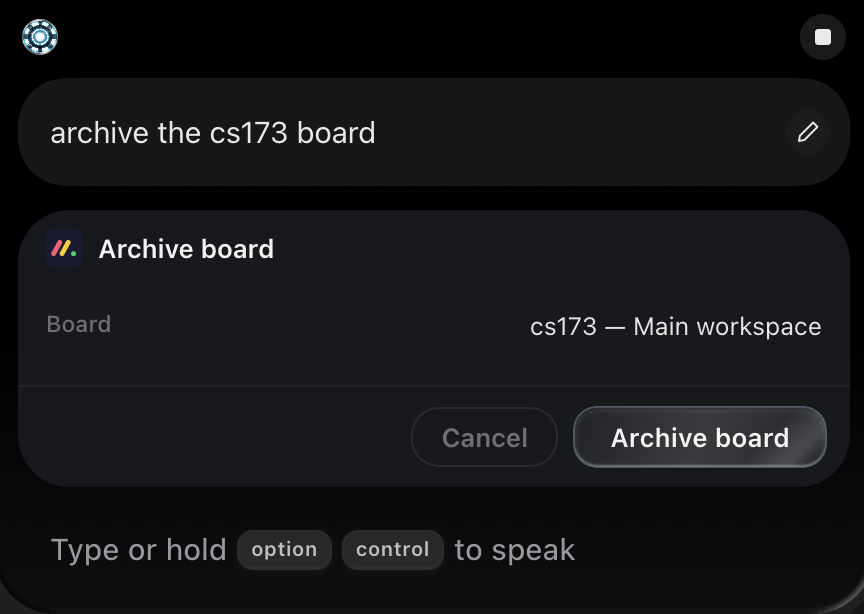 archive the cs173 board
Archive board
Board
cs173 — Main workspace
Cancel
Archive board
Type or hold option control to speak